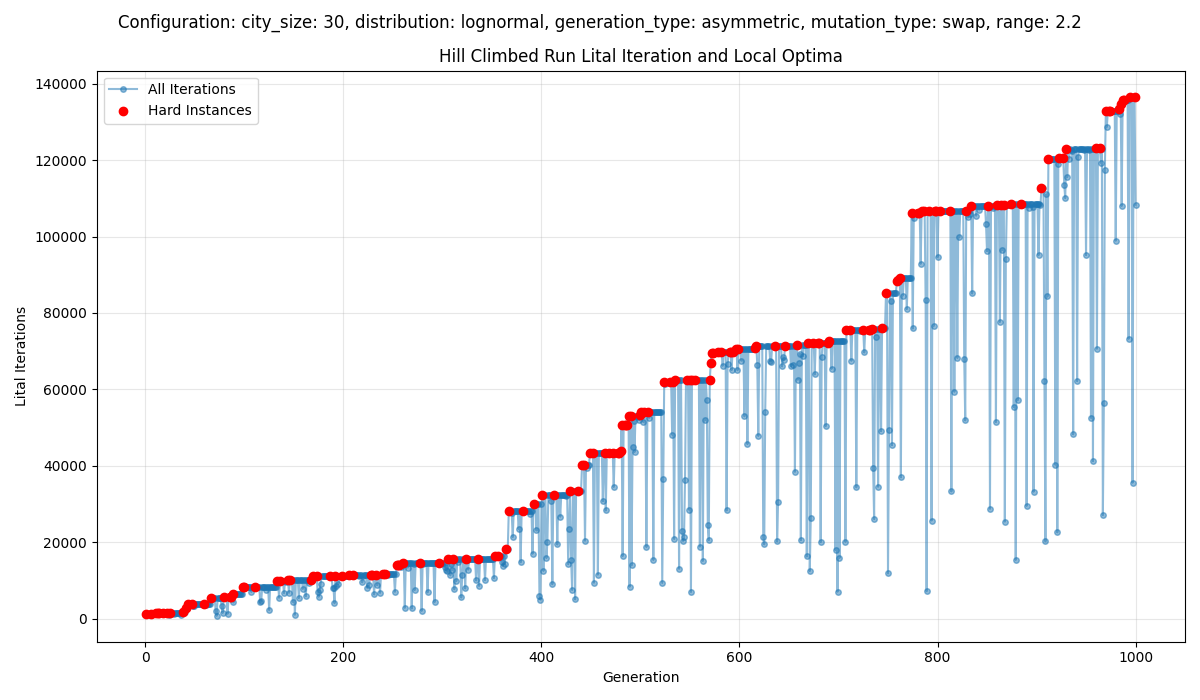 Configuration: city_size: 30, distribution: lognormal, generation_type: asymmetric, mutation_type: swap, range: 2.2
Hill Climbed Run Lital Iteration and Local Optima
All Iterations
Hard Instances
Lital Iterations
140000
120000
100000
80000
60000
40000
20000
0
0
200
400
600
800
1000
Generation